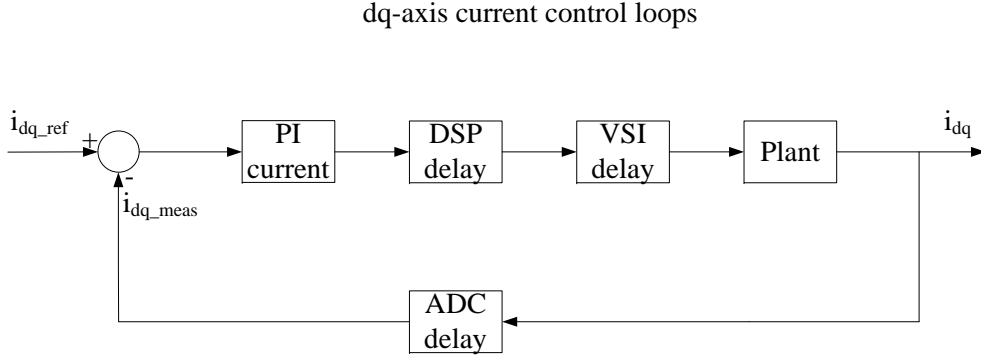 dq-axis current control loops
i_dq_ref
+
-
i_dq_meas
PI
current
DSP
delay
VSI
delay
Plant
i_dq
ADC
delay